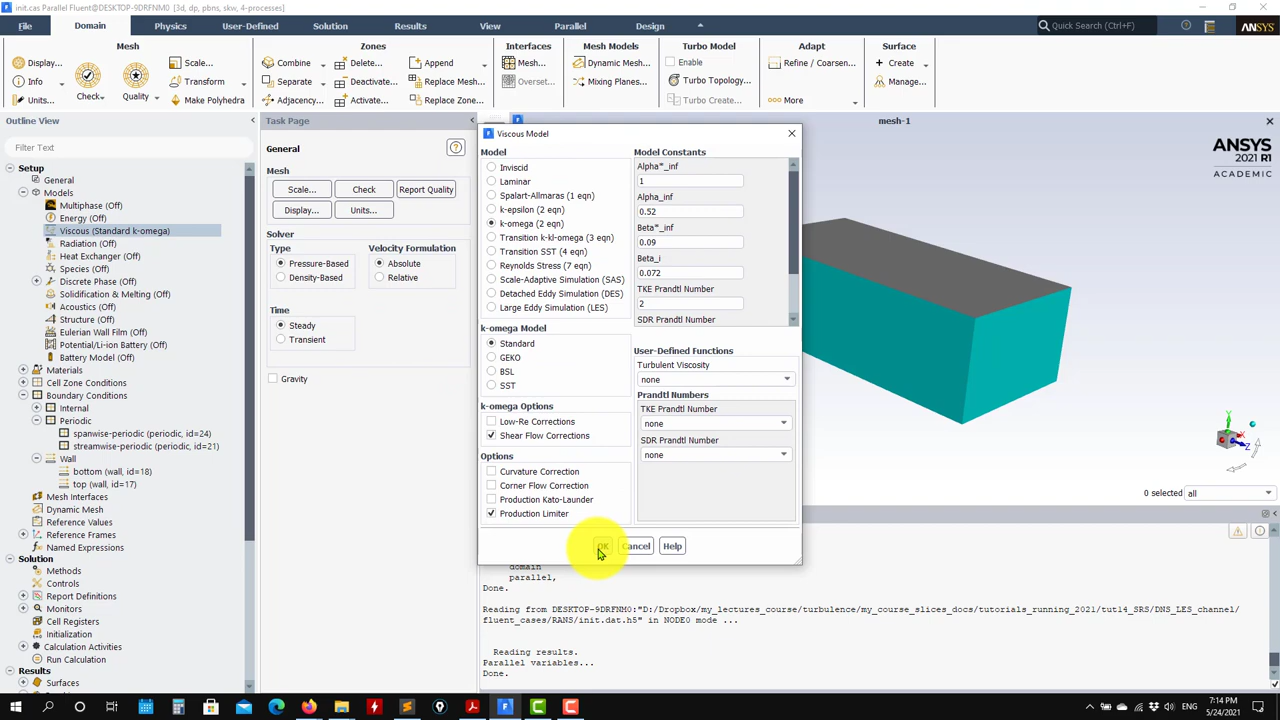 init.cas Parallel Fluent@DESKTOP-9DRFNM0 [3d, dp, pbns, skw, 4-processes]
File Domain Physics User-Defined Solution Results View Parallel Design Quick Search (Ctrl+F) ANSYS
Mesh Zones Interfaces Mesh Models Turbo Model Adapt Surface
Display... Scale... Combine Delete... Append Mesh... Dynamic Mesh... Enable Refine / Coarsen... Create
Info Check Quality Transform Separate Deactivate... Replace Mesh... Overset... Mixing Planes... Turbo Topology... Manage...
Units... Make Polyhedra Adjacency... Activate... Replace Zone... Turbo Create... More
Outline View
Filter Text
Setup
General
Models
Multiphase (Off)
Energy (Off)
Viscous (Standard k-omega)
Radiation (Off)
Heat Exchanger (Off)
Species (Off)
Discrete Phase (Off)
Solidification & Melting (Off)
Acoustics (Off)
Structure (Off)
Eulerian Wall Film (Off)
Potential/Li-ion Battery (Off)
Battery Model (Off)
Materials
Cell Zone Conditions
Boundary Conditions
Internal
Periodic
spanwise-periodic (periodic, id=24)
streamwise-periodic (periodic, id=21)
Wall
bottom (wall, id=18)
top (wall, id=17)
Mesh Interfaces
Dynamic Mesh
Reference Values
Reference Frames
Named Expressions
Solution
Methods
Controls
Report Definitions
Monitors
Cell Registers
Initialization
Calculation Activities
Run Calculation
Results
Surfaces
Task Page
General
Mesh
Scale... Check Report Quality
Display... Units...
Solver
Type Velocity Formulation
Pressure-Based Absolute
Density-Based Relative
Time
Steady
Transient
Gravity
Viscous Model
Model
Inviscid
Laminar
Spalart-Allmaras (1 eqn)
k-epsilon (2 eqn)
k-omega (2 eqn)
Transition k-kl-omega (3 eqn)
Transition SST (4 eqn)
Reynolds Stress (7 eqn)
Scale-Adaptive Simulation (SAS)
Detached Eddy Simulation (DES)
Large Eddy Simulation (LES)
k-omega Model
Standard
GEKO
BSL
SST
k-omega Options
Low-Re Corrections
Shear Flow Corrections
Options
Curvature Correction
Corner Flow Correction
Production Kato-Launder
Production Limiter
Model Constants
Alpha*_inf
1
Alpha_inf
0.52
Beta*_inf
0.09
Beta_i
0.072
TKE Prandtl Number
2
SDR Prandtl Number
User-Defined Functions
Turbulent Viscosity
none
Prandtl Numbers
TKE Prandtl Number
none
SDR Prandtl Number
none
OK Cancel Help
mesh-1
ANSYS
2021 R1
ACADEMIC
Y
X
Z
0 selected all
domain
parallel,
Done.
Reading from DESKTOP-9DRFNM0:"D:/Dropbox/my_lectures_course/turbulence/my_course_slices_docs/tutorials_running_2021/tut14_SRS/DNS_LES_channel/
fluent_cases/RANS/init.dat.h5" in NODE0 mode ...
Reading results.
Parallel variables...
Done.
7:14 PM
ENG
5/24/2021